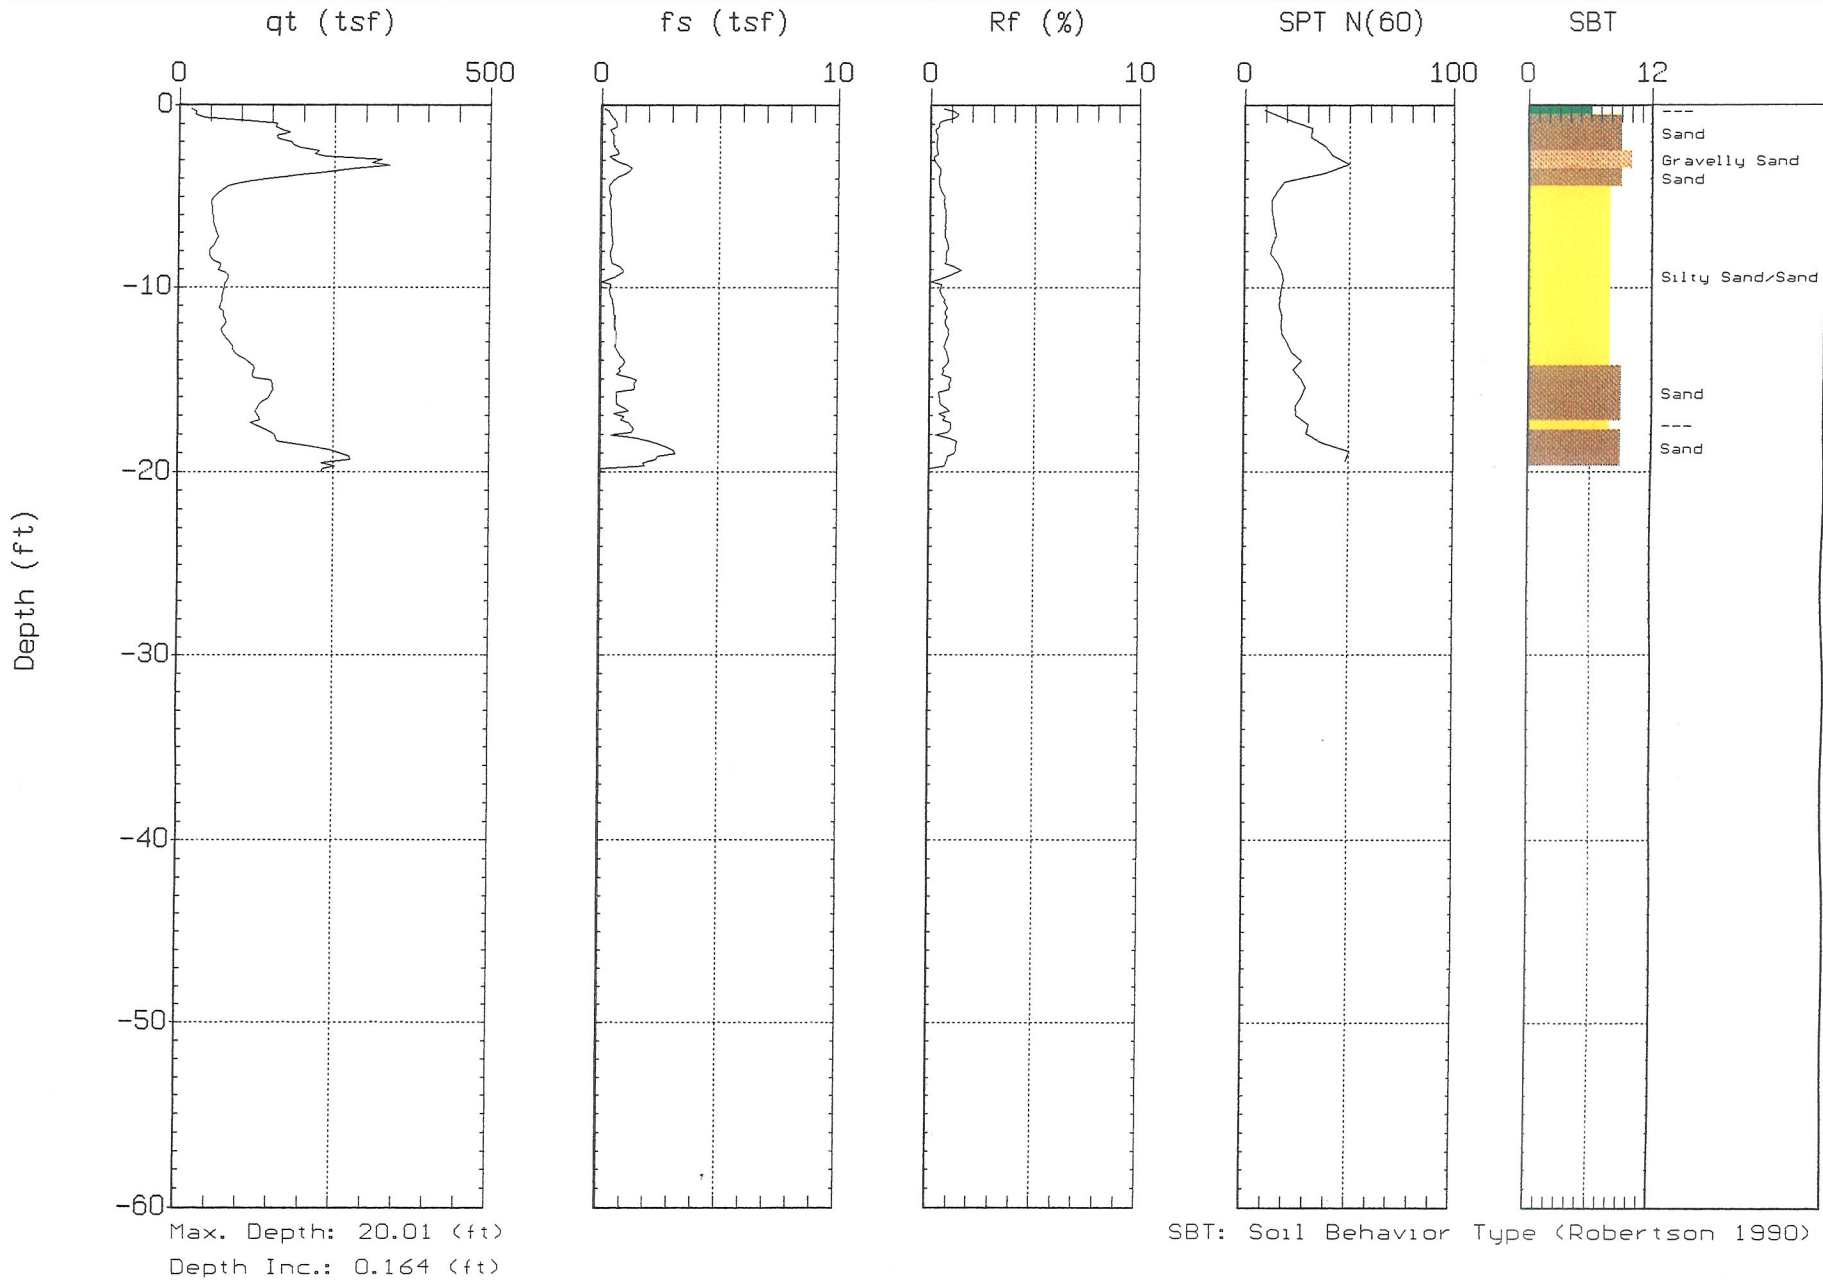 qt (tsf) fs (tsf) Rf (%) SPT N(60) SBT
0 500 0 10 0 10 0 100 0 12
0
---
Sand
Gravelly Sand
Sand
Silty Sand/Sand
-10
Sand
---
Sand
-20
Depth (ft)
-30
-40
-50
-60
Max. Depth: 20.01 (ft) SBT: Soil Behavior Type (Robertson 1990)
Depth Inc.: 0.164 (ft)